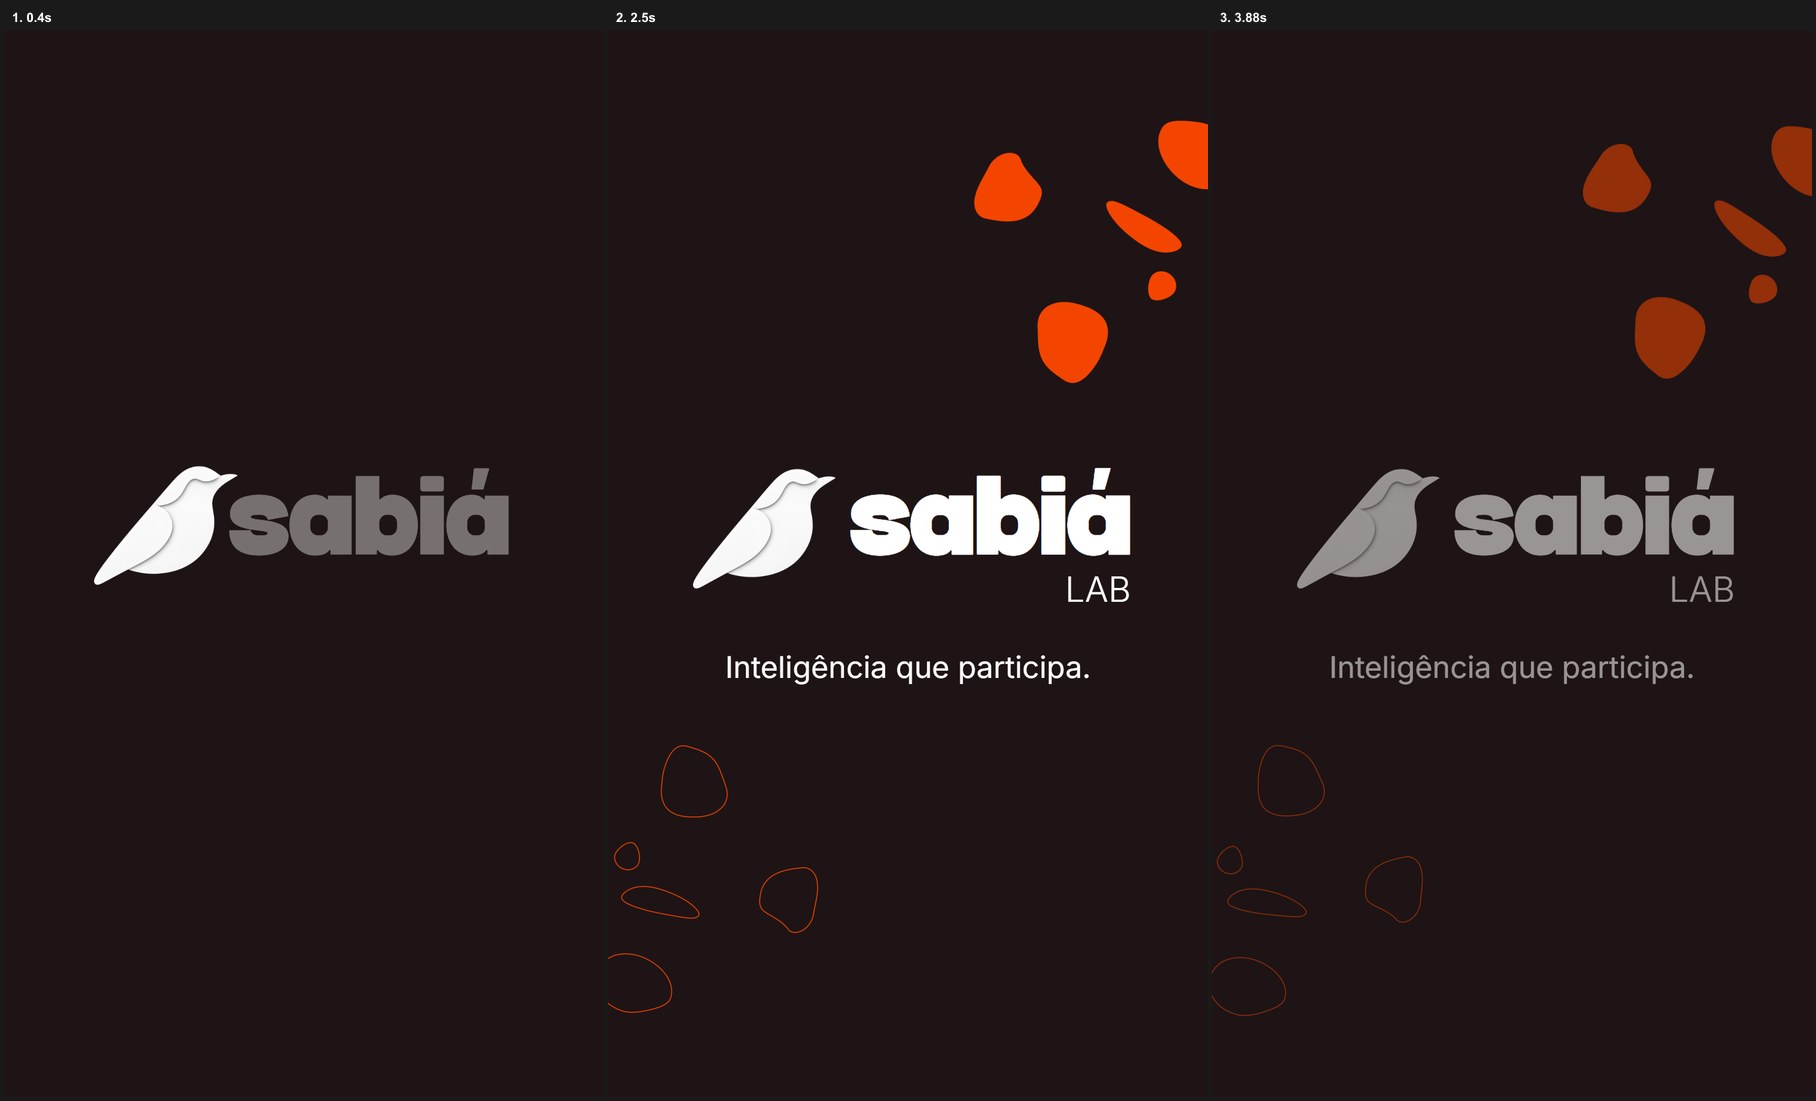 1. 0.4s
2. 2.5s
3. 3.88s
sabiá
sabiá
LAB
Inteligência que participa.
sabiá
LAB
Inteligência que participa.